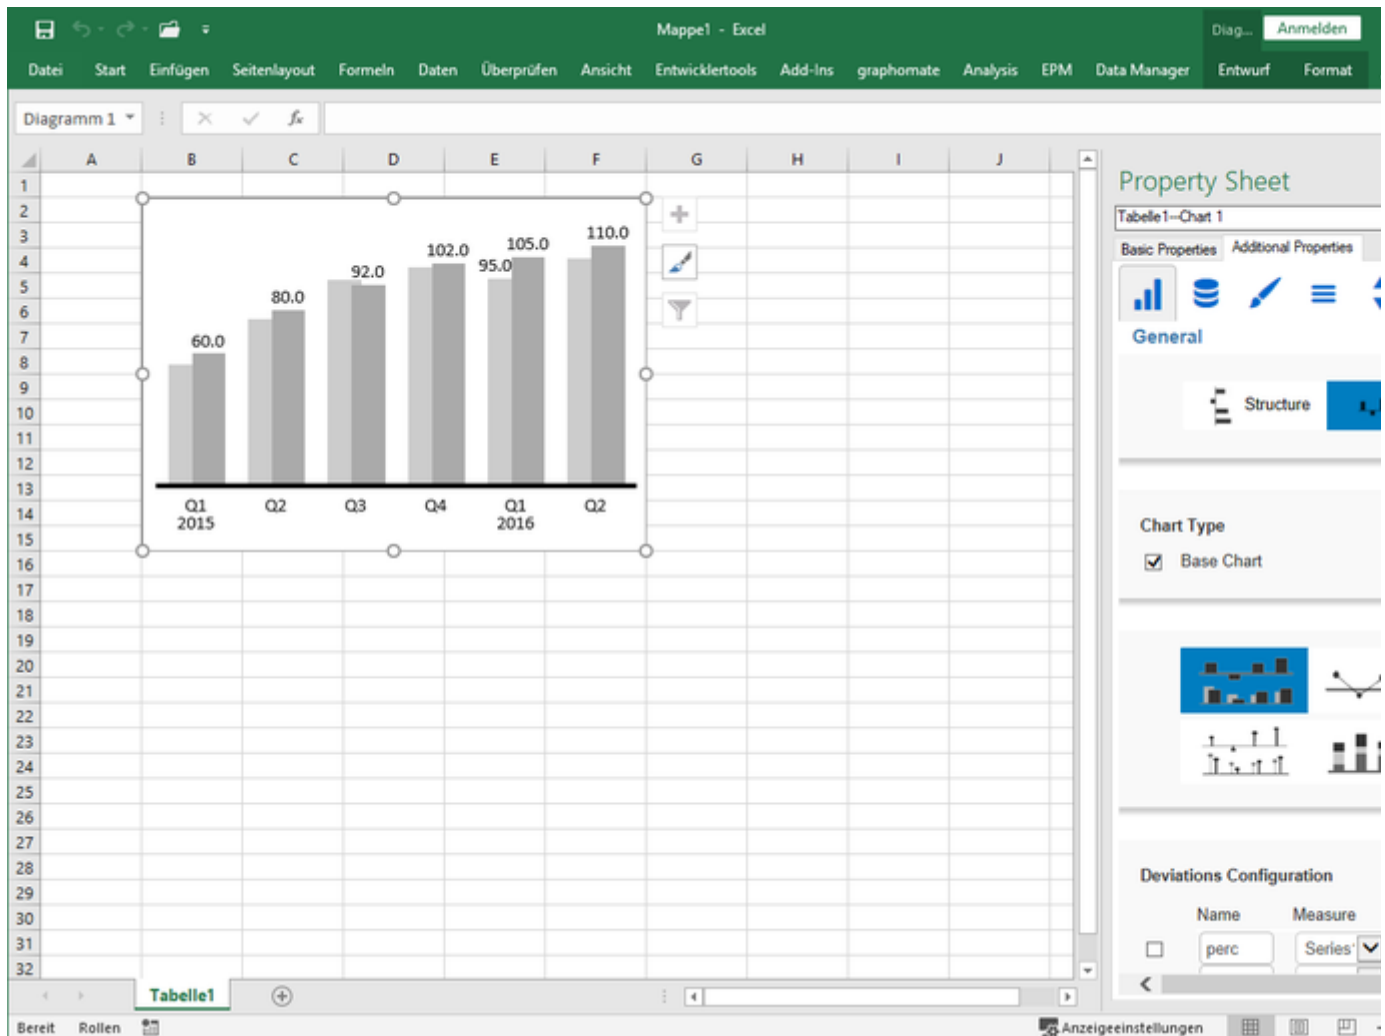 Mappe1 - Excel
Diag...
Anmelden
Datei Start Einfügen Seitenlayout Formeln Daten Überprüfen Ansicht Entwicklertools Add-Ins graphomate Analysis EPM Data Manager Entwurf Format
Diagramm 1
fx
A B C D E F G H I J
1
2
3
4
5
6
7
8
9
10
11
12
13
14
15
16
17
18
19
20
21
22
23
24
25
26
27
28
29
30
31
32
60.0
80.0
92.0
102.0
95.0
105.0
110.0
Q1 Q2 Q3 Q4 Q1 Q2
2015 2016
Property Sheet
Tabelle1--Chart 1
Basic Properties Additional Properties
General
Structure
Chart Type
Base Chart
Deviations Configuration
Name Measure
perc Series
Tabelle1
Bereit Rollen
Anzeigeeinstellungen